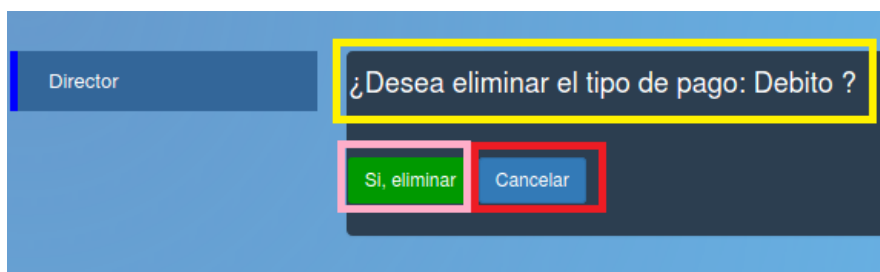 Director
¿Desea eliminar el tipo de pago: Debito ?
Si, eliminar
Cancelar